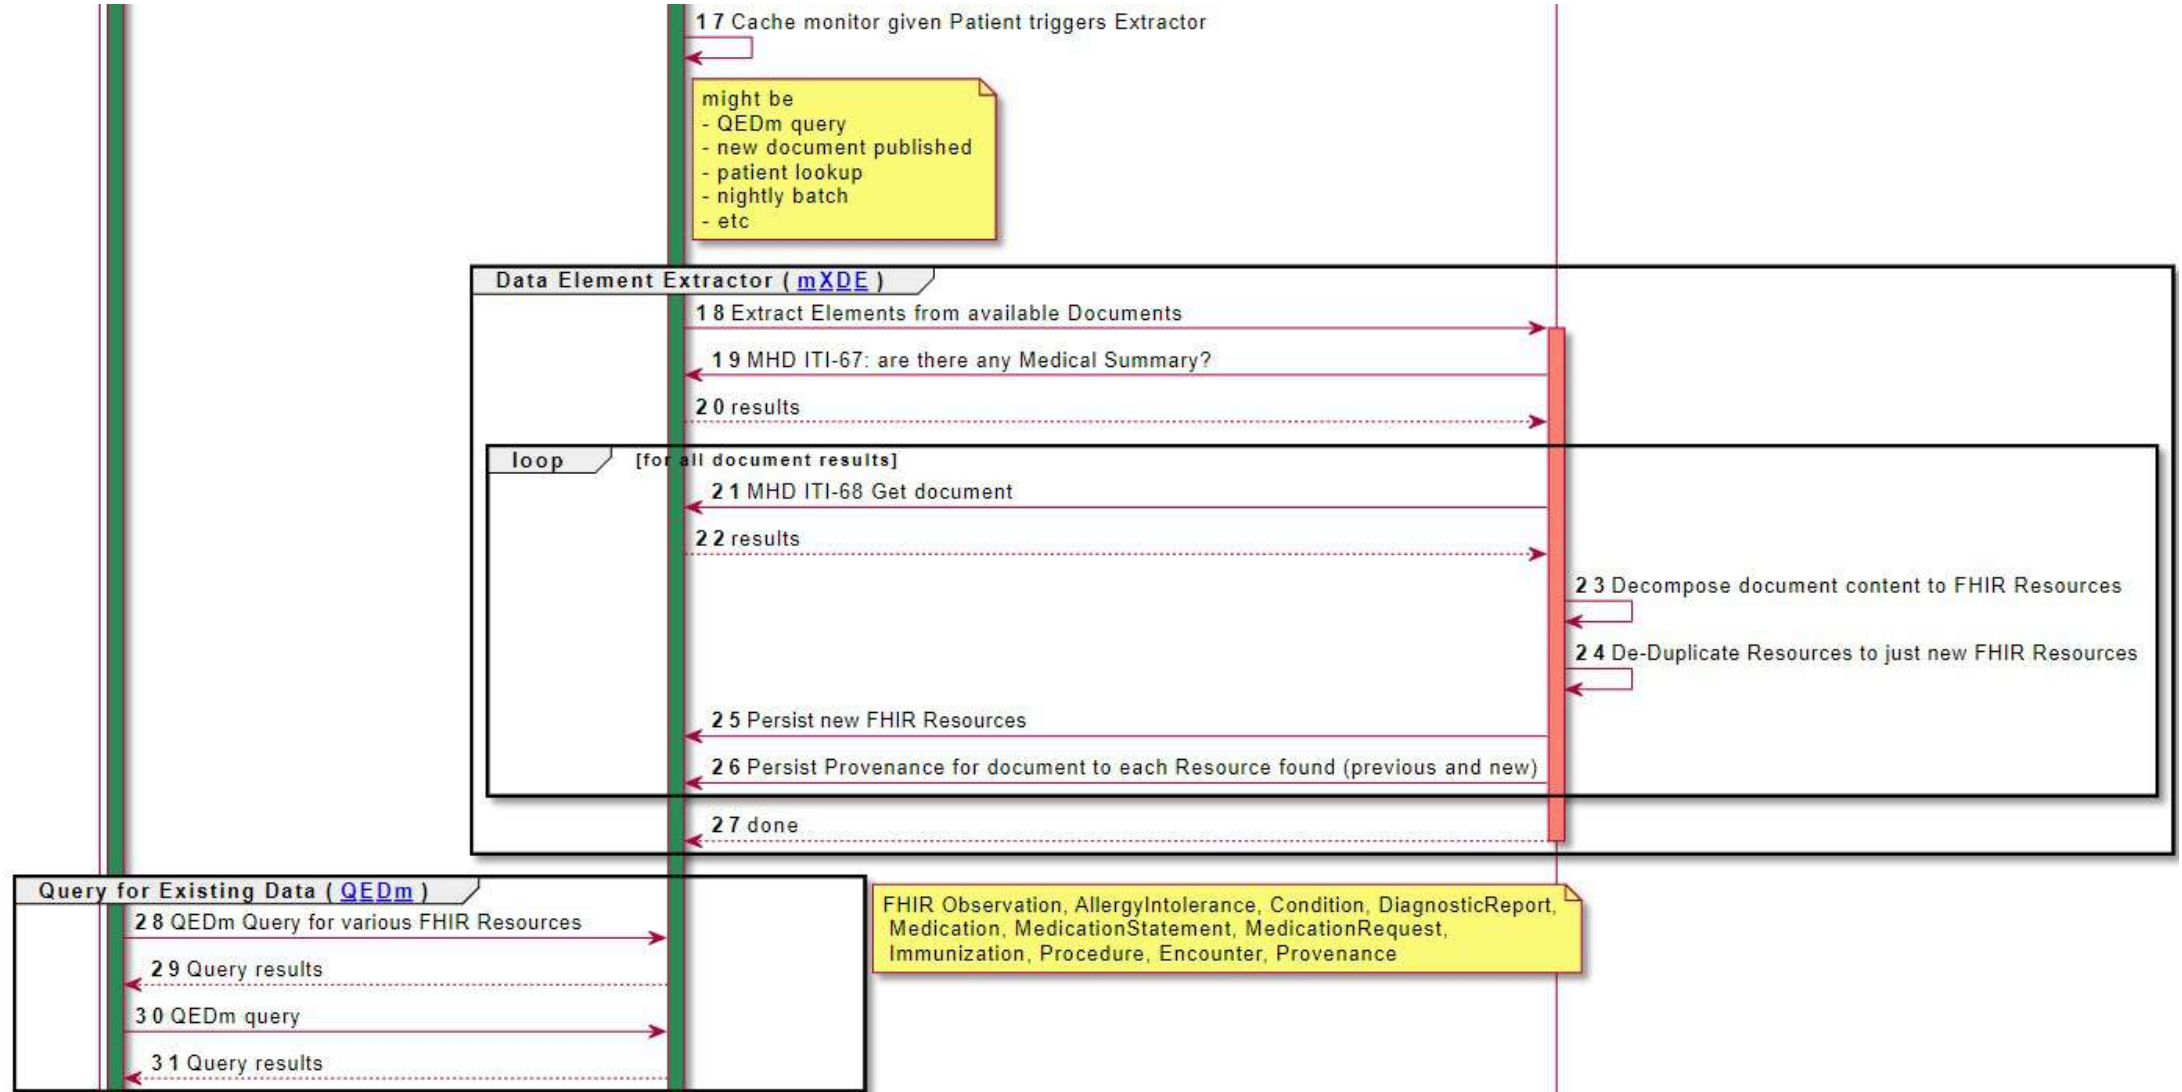 17 Cache monitor given Patient triggers Extractor
might be
- QEDm query
- new document published
- patient lookup
- nightly batch
- etc
Data Element Extractor ( mXDE )
18 Extract Elements from available Documents
19 MHD ITI-67: are there any Medical Summary?
20 results
loop [for all document results]
21 MHD ITI-68 Get document
22 results
23 Decompose document content to FHIR Resources
24 De-Duplicate Resources to just new FHIR Resources
25 Persist new FHIR Resources
26 Persist Provenance for document to each Resource found (previous and new)
27 done
Query for Existing Data ( QEDm )
28 QEDm Query for various FHIR Resources
FHIR Observation, AllergyIntolerance, Condition, DiagnosticReport,
Medication, MedicationStatement, MedicationRequest,
Immunization, Procedure, Encounter, Provenance
29 Query results
30 QEDm query
31 Query results